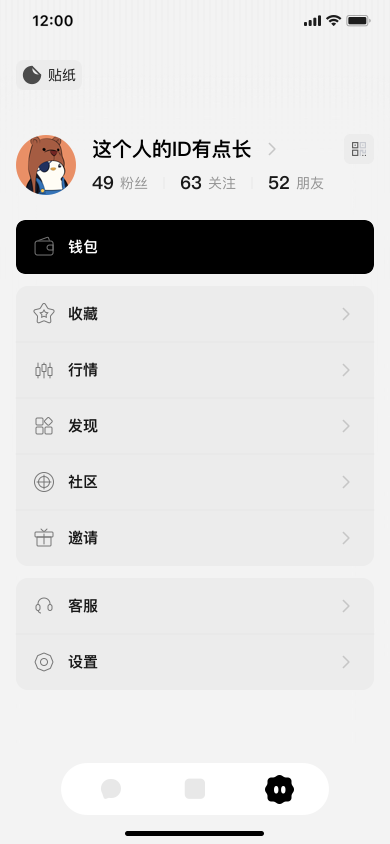 12:00
贴纸
这个人的ID有点长
49 粉丝 63 关注 52 朋友
钱包
收藏
行情
发现
社区
邀请
客服
设置